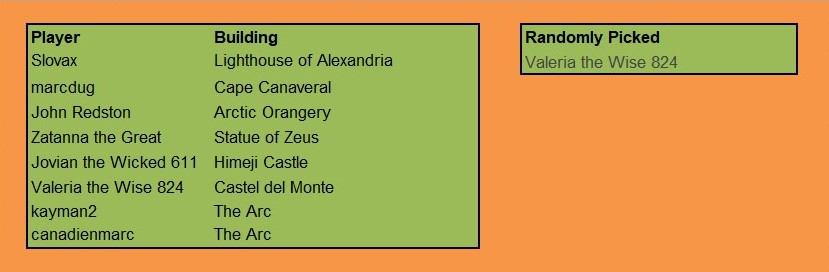 Player Building
Slovax Lighthouse of Alexandria
marcdug Cape Canaveral
John Redston Arctic Orangery
Zatanna the Great Statue of Zeus
Jovian the Wicked 611 Himeji Castle
Valeria the Wise 824 Castel del Monte
kayman2 The Arc
canadienmarc The Arc
Randomly Picked
Valeria the Wise 824